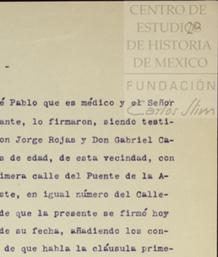 CENTRO DE
ESTUDIOS
DE HISTORIA
DE MEXICO
FUNDACIÓN
Carlos Slim
é Pablo que es médico y el Señor
ante, lo firmaron, siendo testi-
on Jorge Rojas y Don Gabriel Ca-
s de edad, de esta vecindad, con
imera calle del Puente de la A-
ste, en igual número del Calle-
de que la presente se firmó hoy
de su fecha, añadiendo los con-
de que habla la cláusula prime-